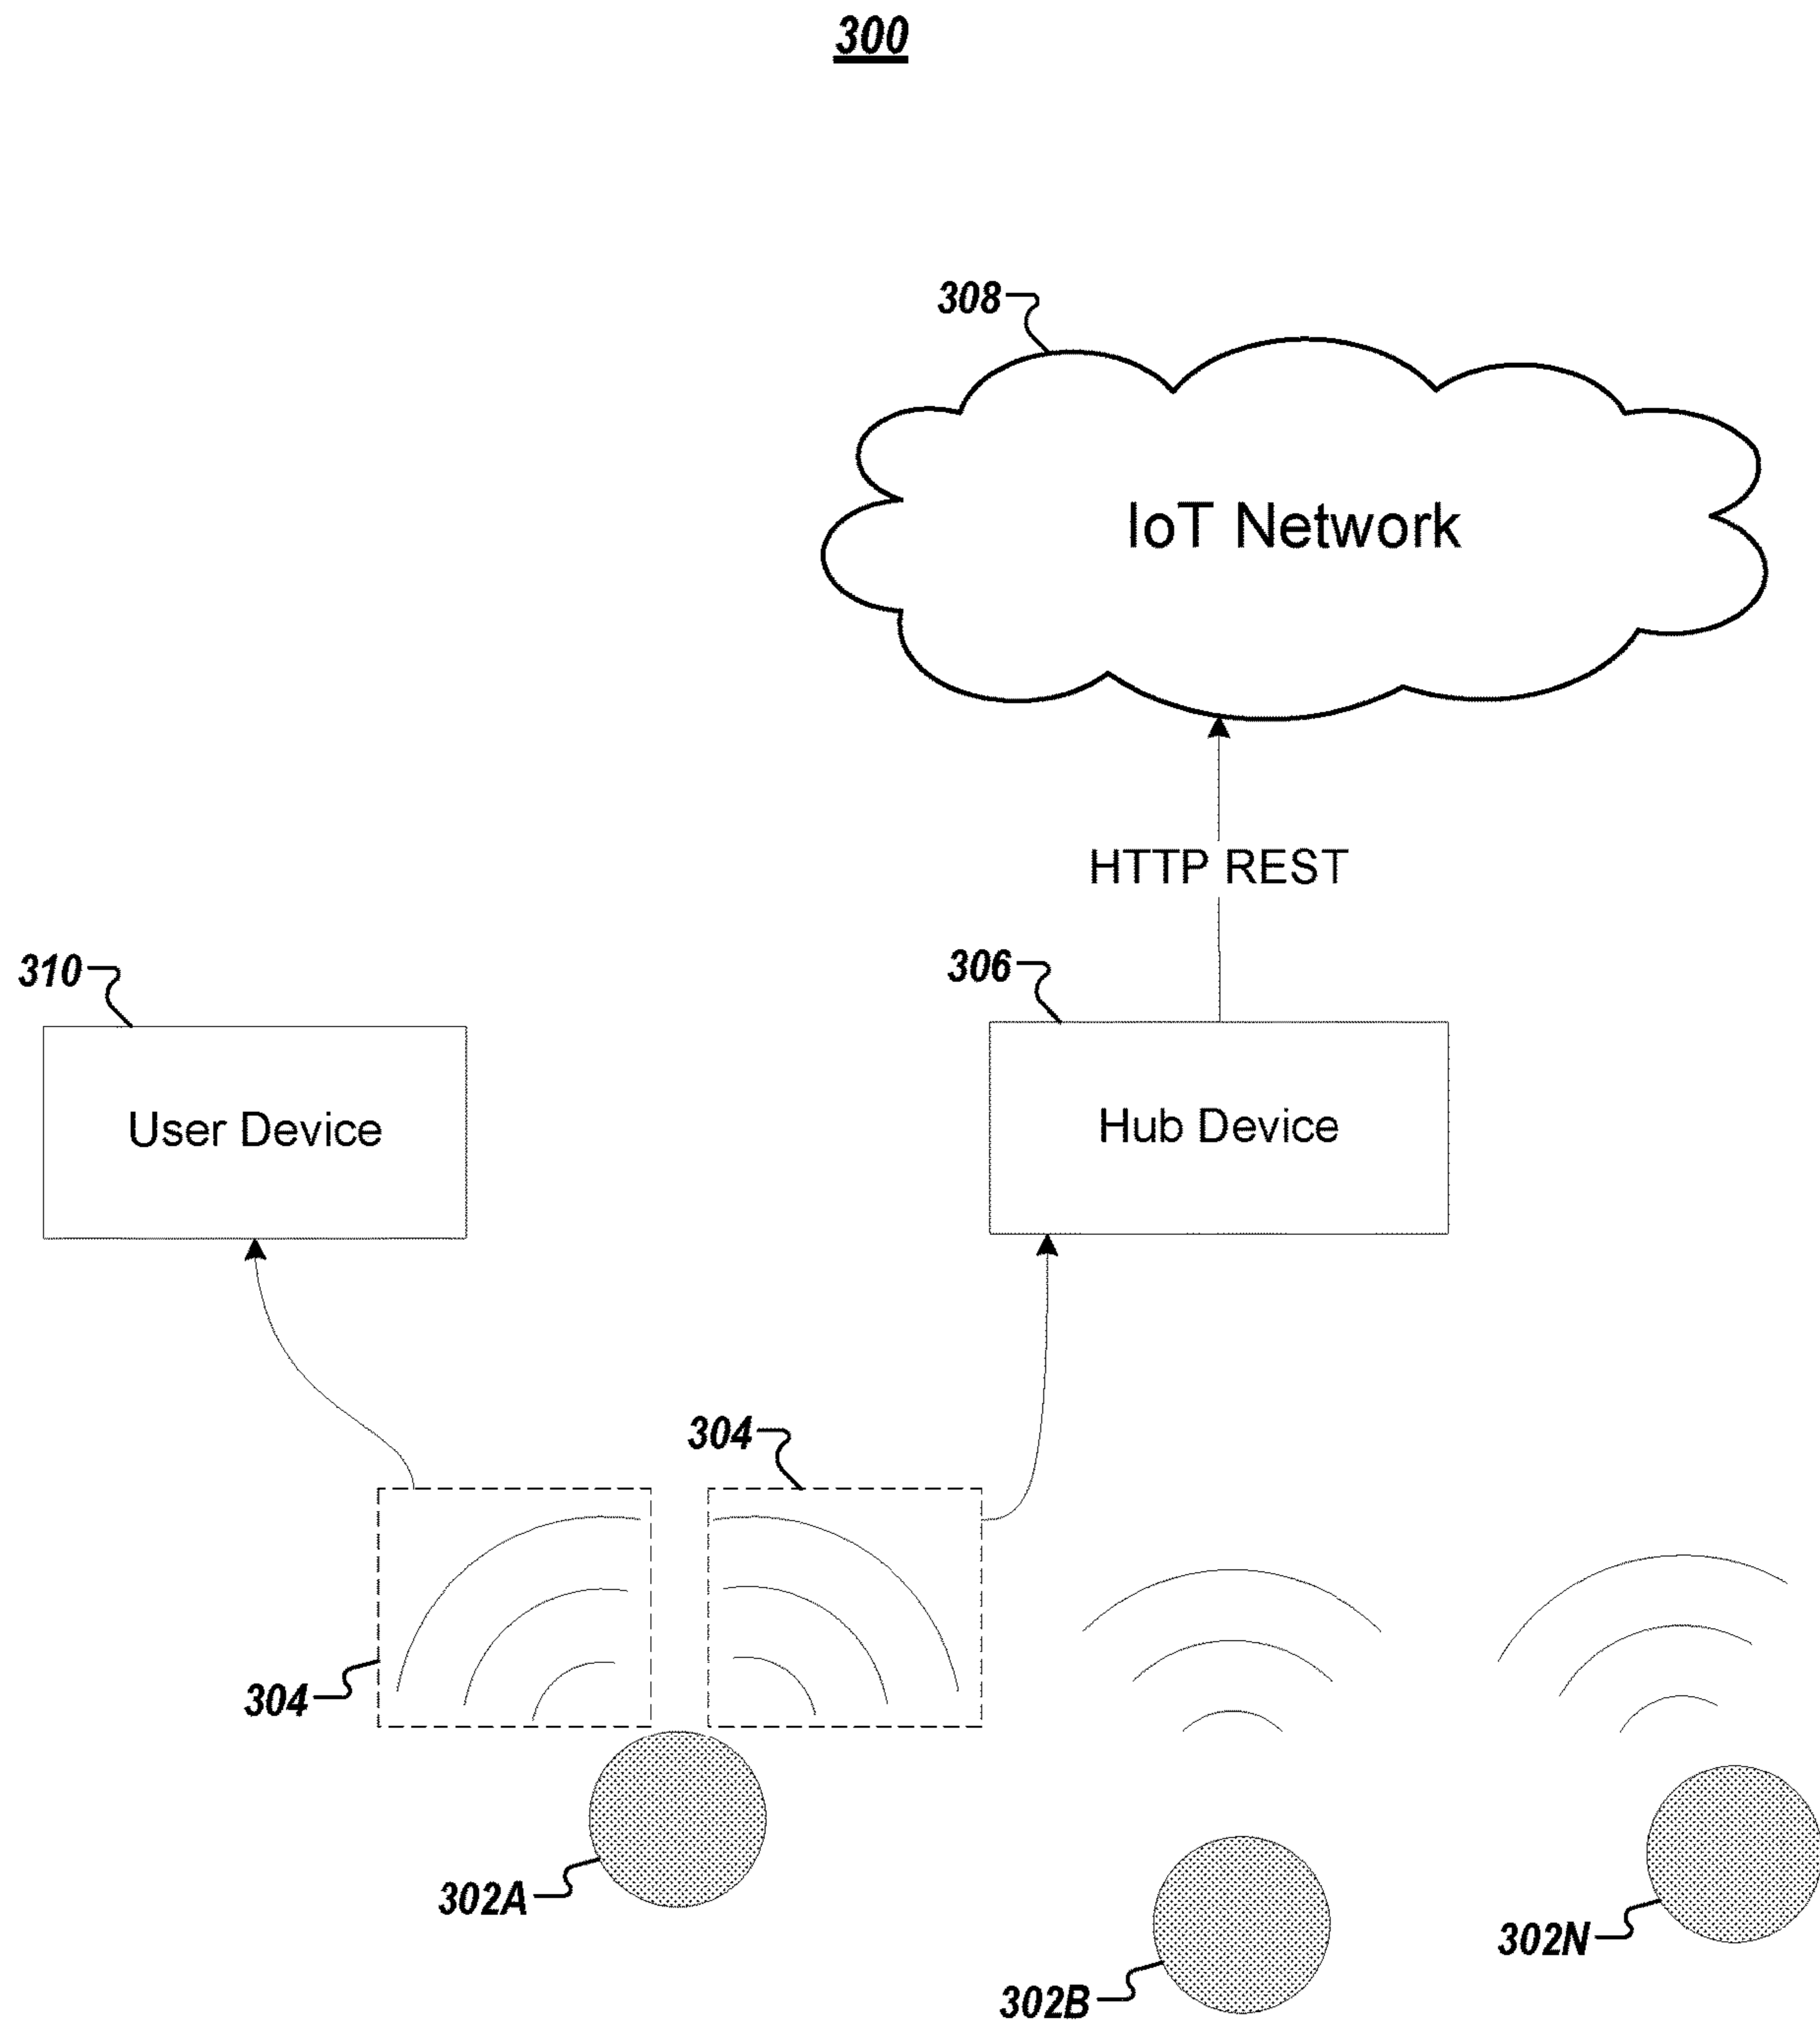 300
308
IoT Network
HTTP REST
310
306
User Device
Hub Device
304
304
302A
302N
302B